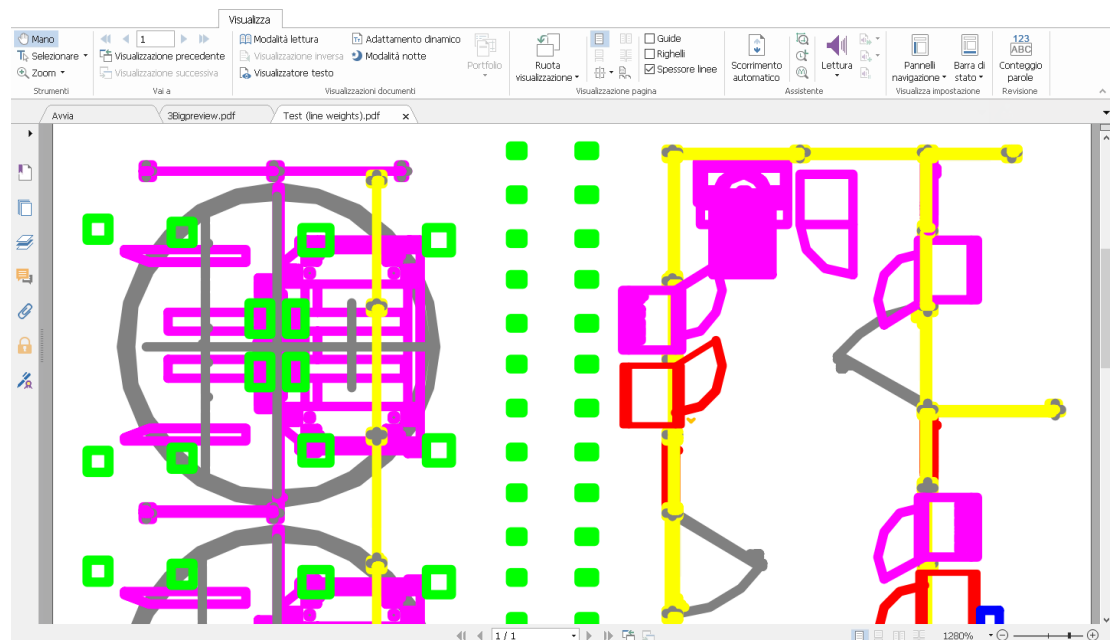 Visualizza
Mano
1
Modalità lettura
Adattamento dinamico
Guide
123
ABC
Selezionare
Visualizzazione precedente
Visualizzazione inversa
Modalità notte
Righelli
Zoom
Visualizzazione successiva
Visualizzatore testo
Portfolio
Ruota
visualizzazione
Spessore linee
Scorrimento
automatico
Lettura
Pannelli
navigazione
Barra di
stato
Conteggio
parole
Strumenti
Vai a
Visualizzazioni documenti
Visualizzazione pagina
Assistente
Visualizza impostazione
Revisione
Avvia
3Bigpreview.pdf
Test (line weights).pdf
1 / 1
1280%